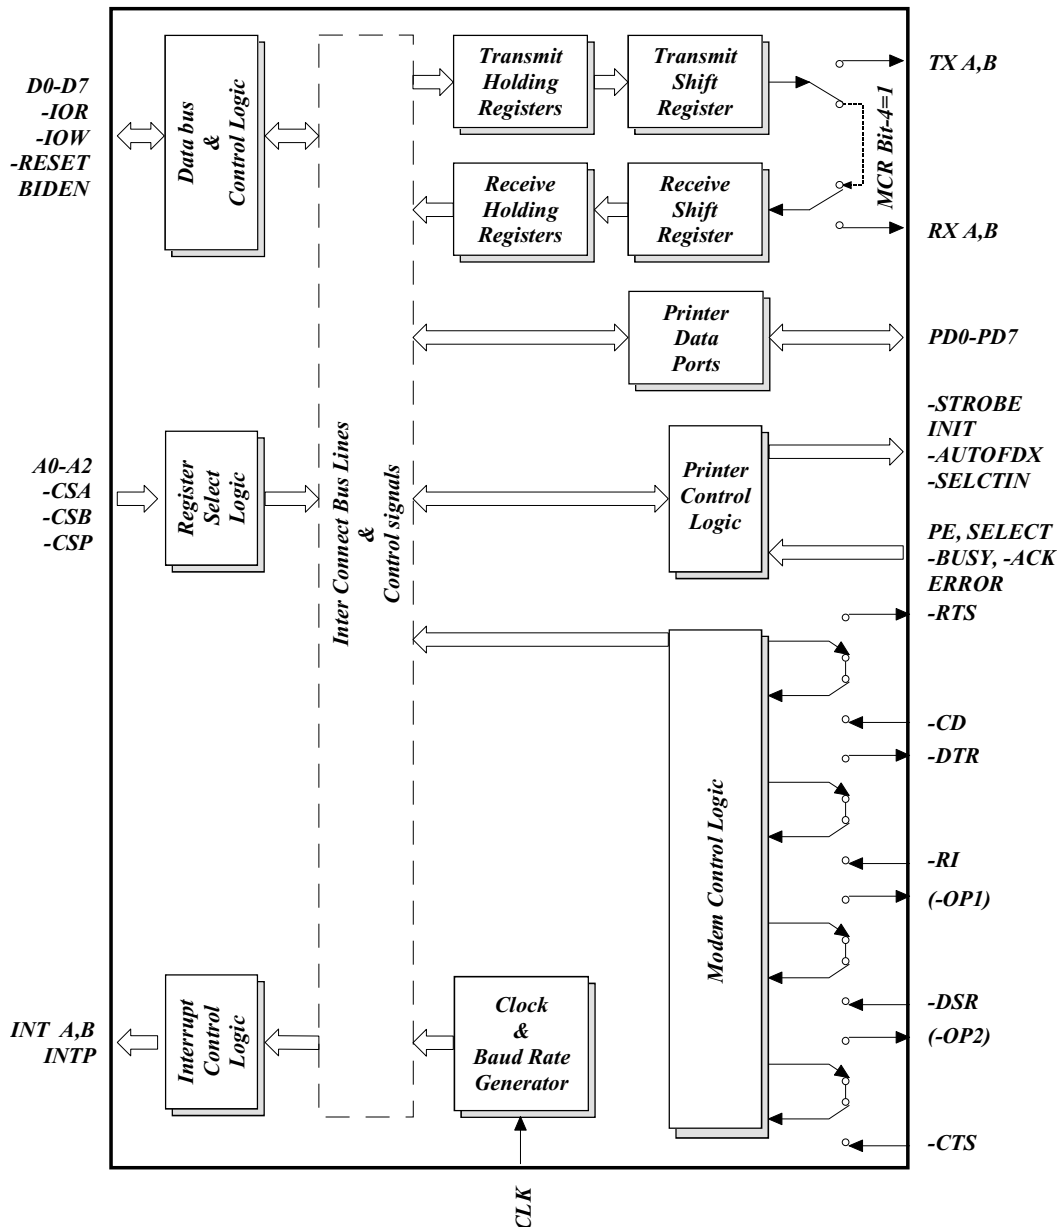 D0-D7
-IOR
-IOW
-RESET
BIDEN
Data bus
&
Control Logic
Transmit
Holding
Registers
Transmit
Shift
Register
TX A,B
MCR Bit-4=1
Receive
Holding
Registers
Receive
Shift
Register
RX A,B
Printer
Data
Ports
PD0-PD7
A0-A2
-CSA
-CSB
-CSP
Register
Select
Logic
Inter Connect Bus Lines
&
Control signals
Printer
Control
Logic
-STROBE
INIT
-AUTOFDX
-SELCTIN
PE, SELECT
-BUSY, -ACK
ERROR
-RTS
-CD
-DTR
Modem Control Logic
-RI
(-OP1)
-DSR
(-OP2)
-CTS
INT A,B
INTP
Interrupt
Control
Logic
Clock
&
Baud Rate
Generator
CLK